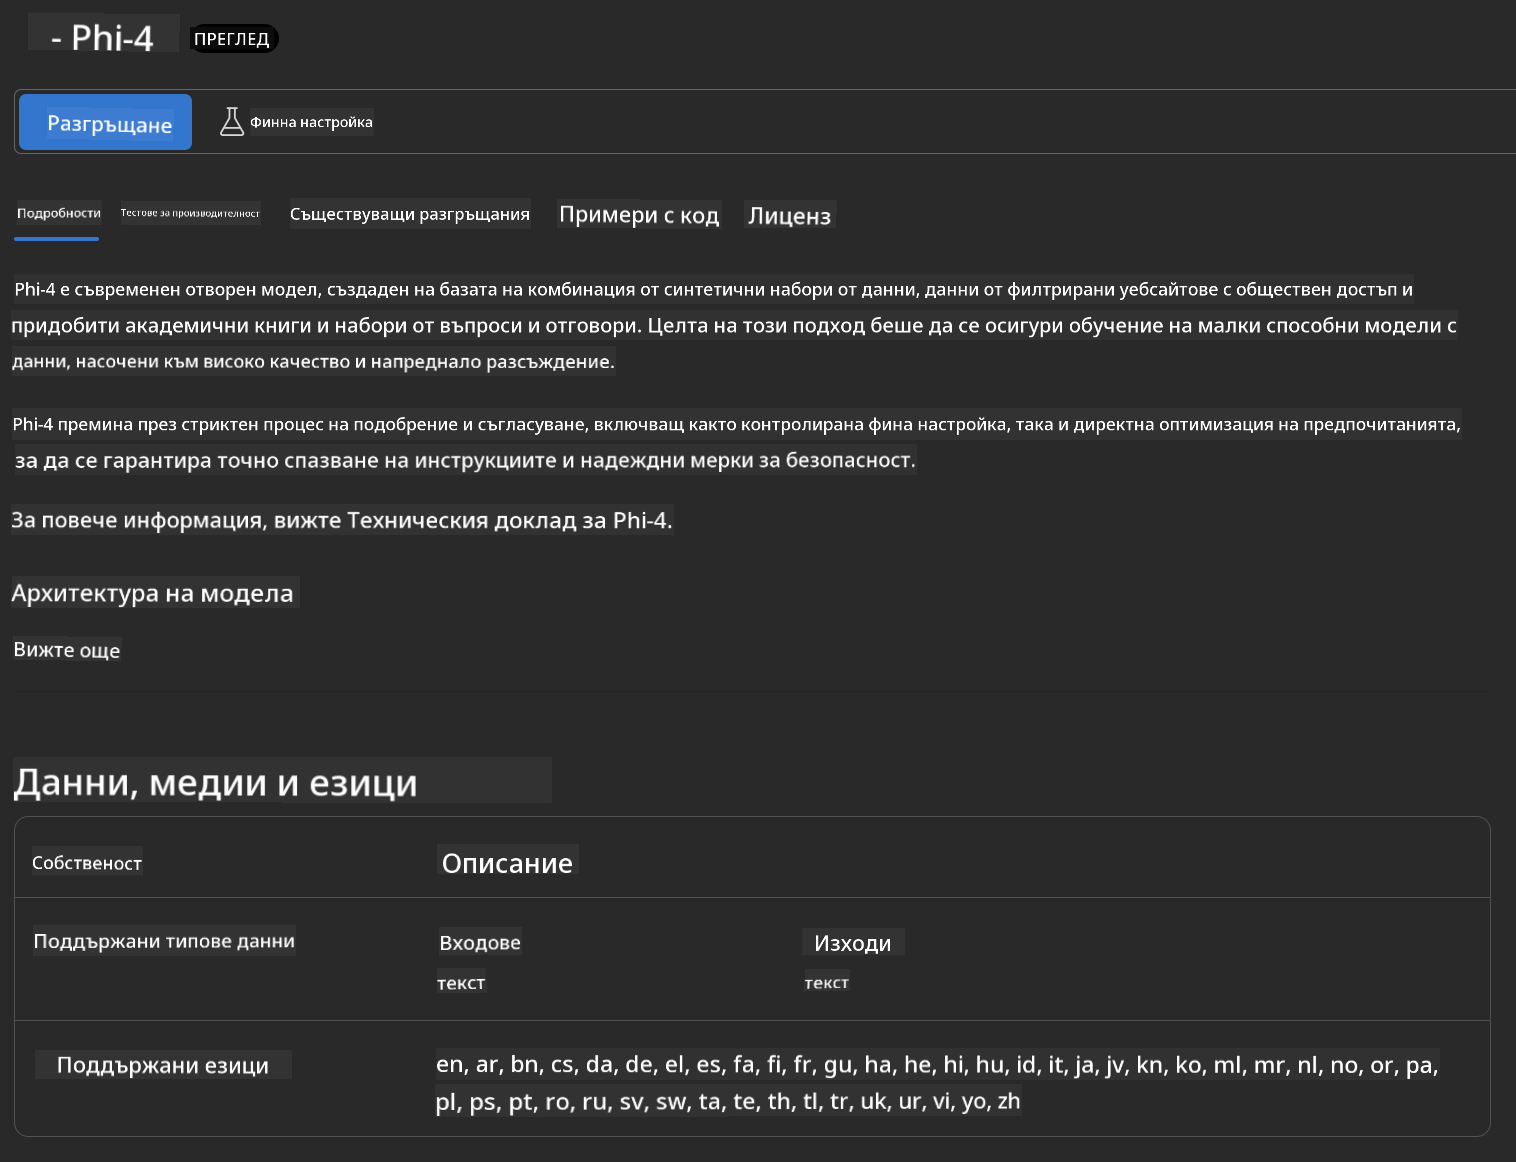 - Phi-4 ПРЕГЛЕД
Разгръщане Финна настройка
Подробности Тестове за производителност Съществуващи разгръщания Примери с код Лиценз
Phi-4 е съвременен отворен модел, създаден на базата на комбинация от синтетични набори от данни, данни от филтрирани уебсайтове с обществен достъп и
придобити академични книги и набори от въпроси и отговори. Целта на този подход беше да се осигури обучение на малки способни модели с
данни, насочени към високо качество и напреднало разсъждение.
Phi-4 премина през стриктен процес на подобрение и съгласуване, включващ както контролирана фина настройка, така и директна оптимизация на предпочитанията,
за да се гарантира точно спазване на инструкциите и надеждни мерки за безопасност.
За повече информация, вижте Техническия доклад за Phi-4.
Архитектура на модела
Вижте още
Данни, медии и езици
Собственост Описание
Поддържани типове данни Входове Изходи
текст текст
Поддържани езици en, ar, bn, cs, da, de, el, es, fa, fi, fr, gu, ha, he, hi, hu, id, it, ja, jv, kn, ko, ml, mr, nl, no, or, pa,
pl, ps, pt, ro, ru, sv, sw, ta, te, th, tl, tr, uk, ur, vi, yo, zh